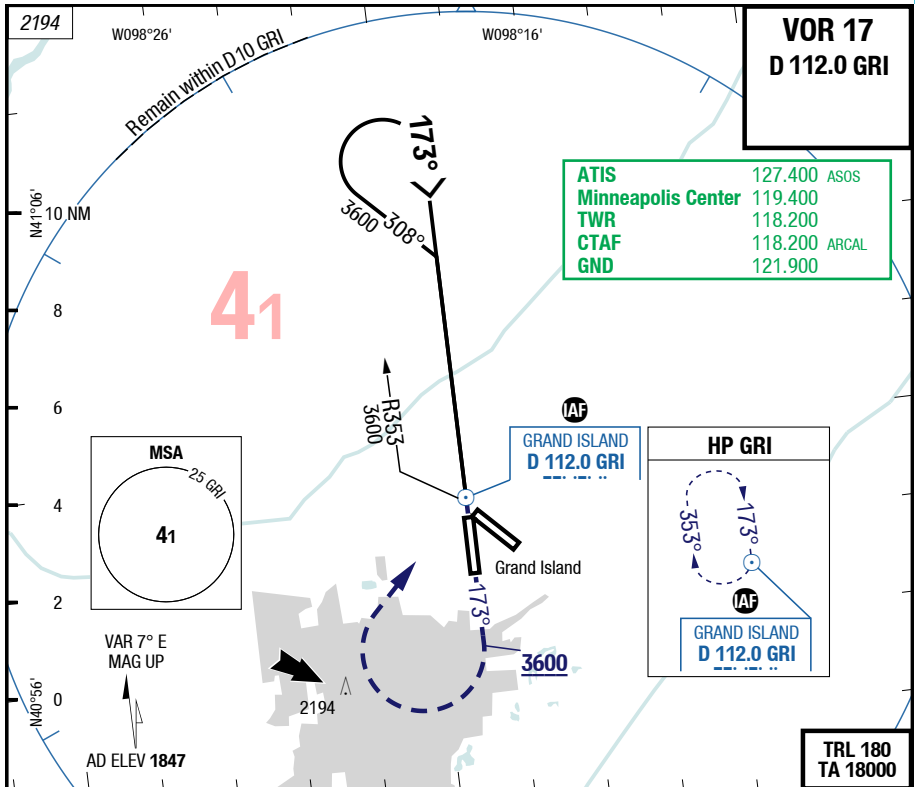 2194
W098°26'
W098°16'
VOR 17
D 112.0 GRI
Remain within D10 GRI
173°
3600 308°
ATIS 127.400 ASOS
Minneapolis Center 119.400
TWR 118.200
CTAF 118.200 ARCAL
GND 121.900
N41°06'
10 NM
8
6
4
2
0
N40°56'
41
R353
3600
IAF
GRAND ISLAND
D 112.0 GRI
HP GRI
353°
173°
IAF
GRAND ISLAND
D 112.0 GRI
MSA
25 GRI
41
Grand Island
173°
3600
VAR 7° E
MAG UP
AD ELEV 1847
2194
TRL 180
TA 18000